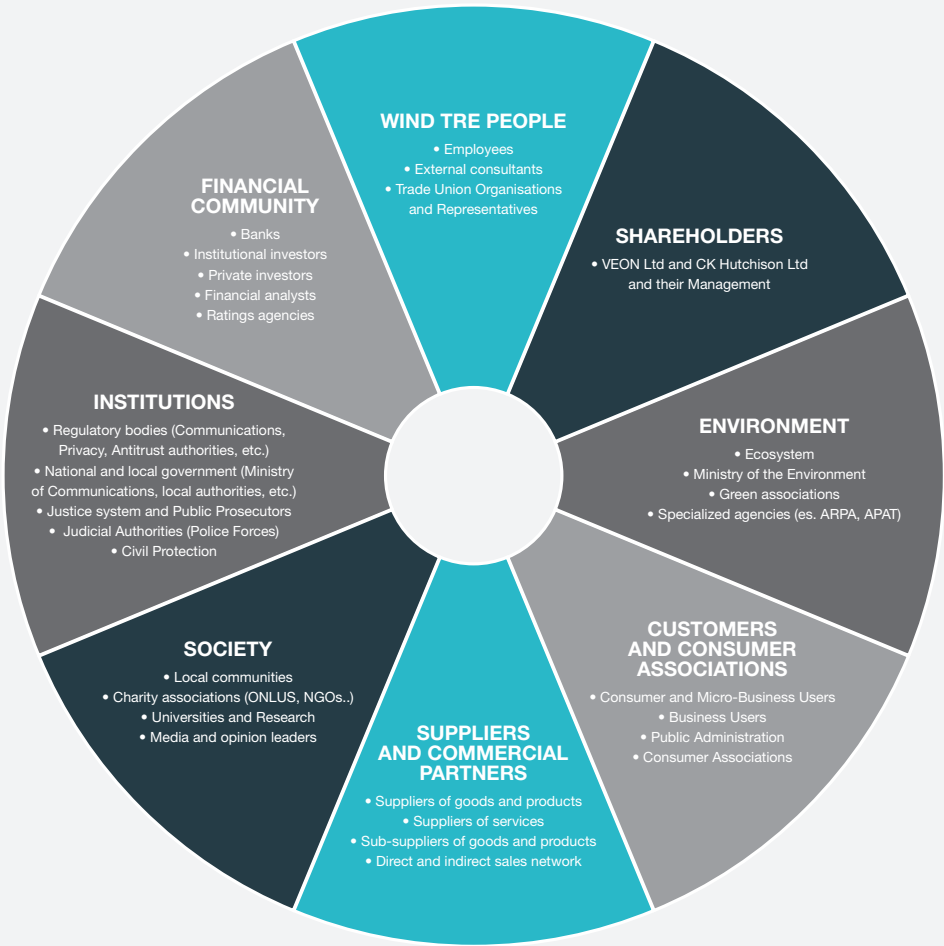 WIND TRE PEOPLE
• Employees
• External consultants
• Trade Union Organisations
and Representatives
SHAREHOLDERS
• VEON Ltd and CK Hutchison Ltd
and their Management
ENVIRONMENT
• Ecosystem
• Ministry of the Environment
• Green associations
• Specialized agencies (es. ARPA, APAT)
CUSTOMERS
AND CONSUMER
ASSOCIATIONS
• Consumer and Micro-Business Users
• Business Users
• Public Administration
• Consumer Associations
SUPPLIERS
AND COMMERCIAL
PARTNERS
• Suppliers of goods and products
• Suppliers of services
• Sub-suppliers of goods and products
• Direct and indirect sales network
SOCIETY
• Local communities
• Charity associations (ONLUS, NGOs..)
• Universities and Research
• Media and opinion leaders
INSTITUTIONS
• Regulatory bodies (Communications,
Privacy, Antitrust authorities, etc.)
• National and local government (Ministry
of Communications, local authorities, etc.)
• Justice system and Public Prosecutors
• Judicial Authorities (Police Forces)
• Civil Protection
FINANCIAL
COMMUNITY
• Banks
• Institutional investors
• Private investors
• Financial analysts
• Ratings agencies